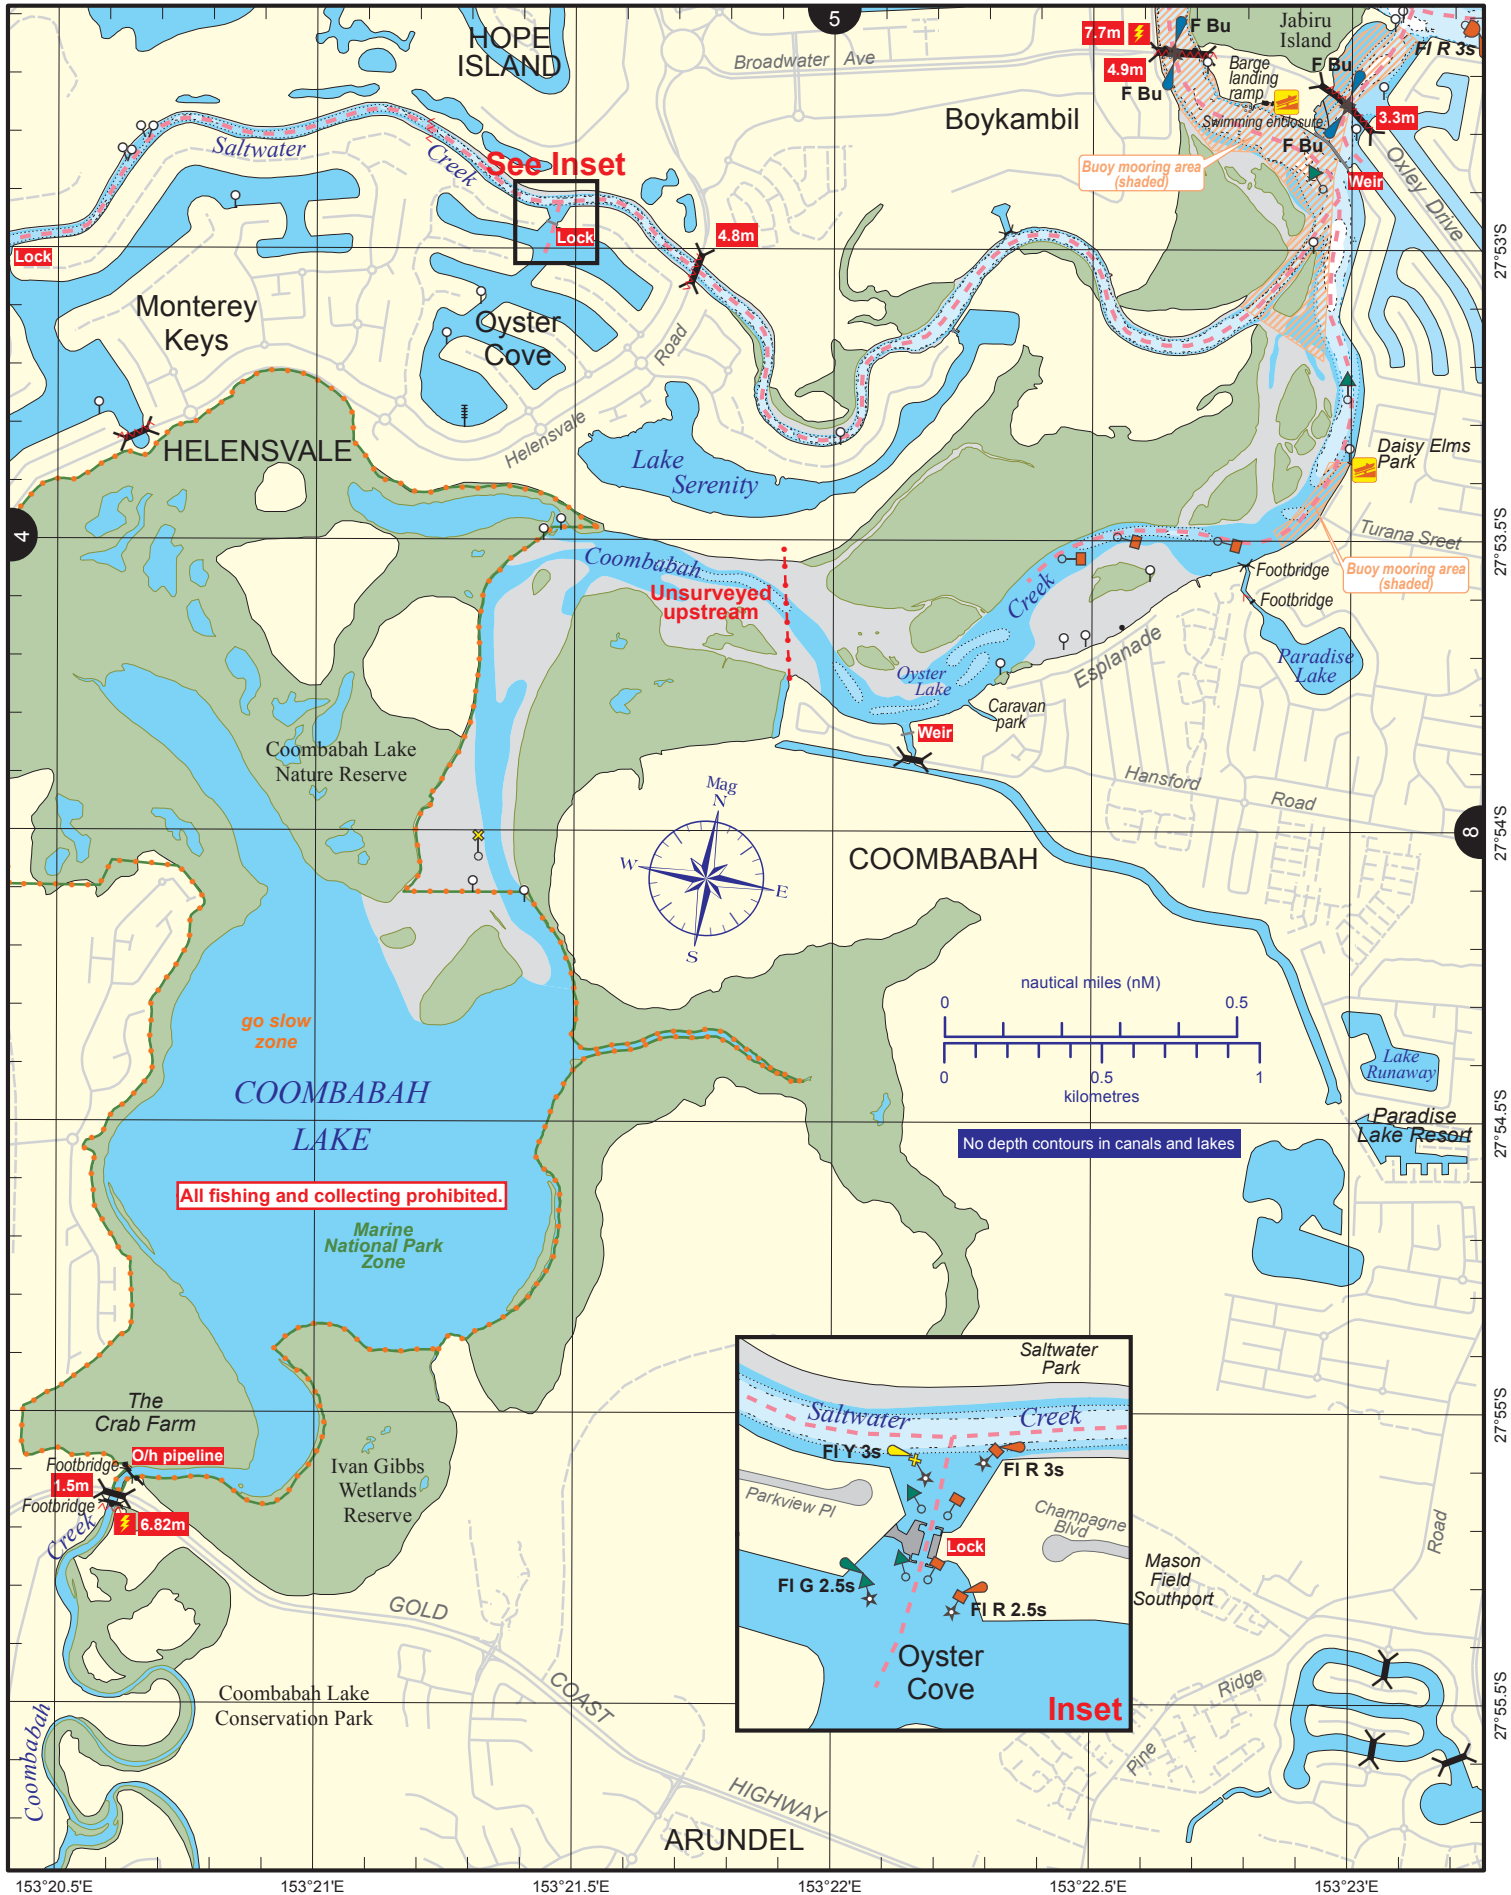 5
HOPE
ISLAND
Broadwater Ave
7.7m
F Bu
Jabiru
Island
Fl R 3s
4.9m
F Bu
Barge
landing
ramp
F Bu
Boykambil
Swimming enclosure
3.3m
F Bu
Saltwater
Creek
See Inset
Buoy mooring area
(shaded)
Weir
Oxley Drive
Lock
Lock
4.8m
27°53'S
Monterey
Keys
Oyster
Cove
Road
Helensvale
HELENSVALE
Lake
Serenity
Daisy Elms
Park
4
Turana Sreet
Coombabah
Creek
Footbridge
Buoy mooring area
(shaded)
27°53.5'S
Unsurveyed
upstream
Footbridge
Esplanade
Paradise
Lake
Oyster
Lake
Caravan
park
Weir
Coombabah Lake
Nature Reserve
Hansford Road
Mag
N
W
E
S
COOMBABAH
8
27°54'S
go slow
zone
nautical miles (nM)
0
0.5
0
0.5
1
kilometres
Lake
Runaway
COOMBABAH
LAKE
No depth contours in canals and lakes
Paradise
Lake Resort
27°54.5'S
All fishing and collecting prohibited.
Marine
National Park
Zone
The
Crab Farm
O/h pipeline
Footbridge
1.5m
Footbridge
6.82m
Creek
Ivan Gibbs
Wetlands
Reserve
Saltwater
Park
Saltwater
Creek
Fl Y 3s
Fl R 3s
Parkview Pl
Champagne
Blvd
Lock
Fl G 2.5s
Fl R 2.5s
Oyster
Cove
Inset
27°55'S
Road
Mason
Field
Southport
Ridge
Pine
27°55.5'S
GOLD
COAST
HIGHWAY
Coombabah Lake
Conservation Park
Coombabah
ARUNDEL
153°20.5'E
153°21'E
153°21.5'E
153°22'E
153°22.5'E
153°23'E